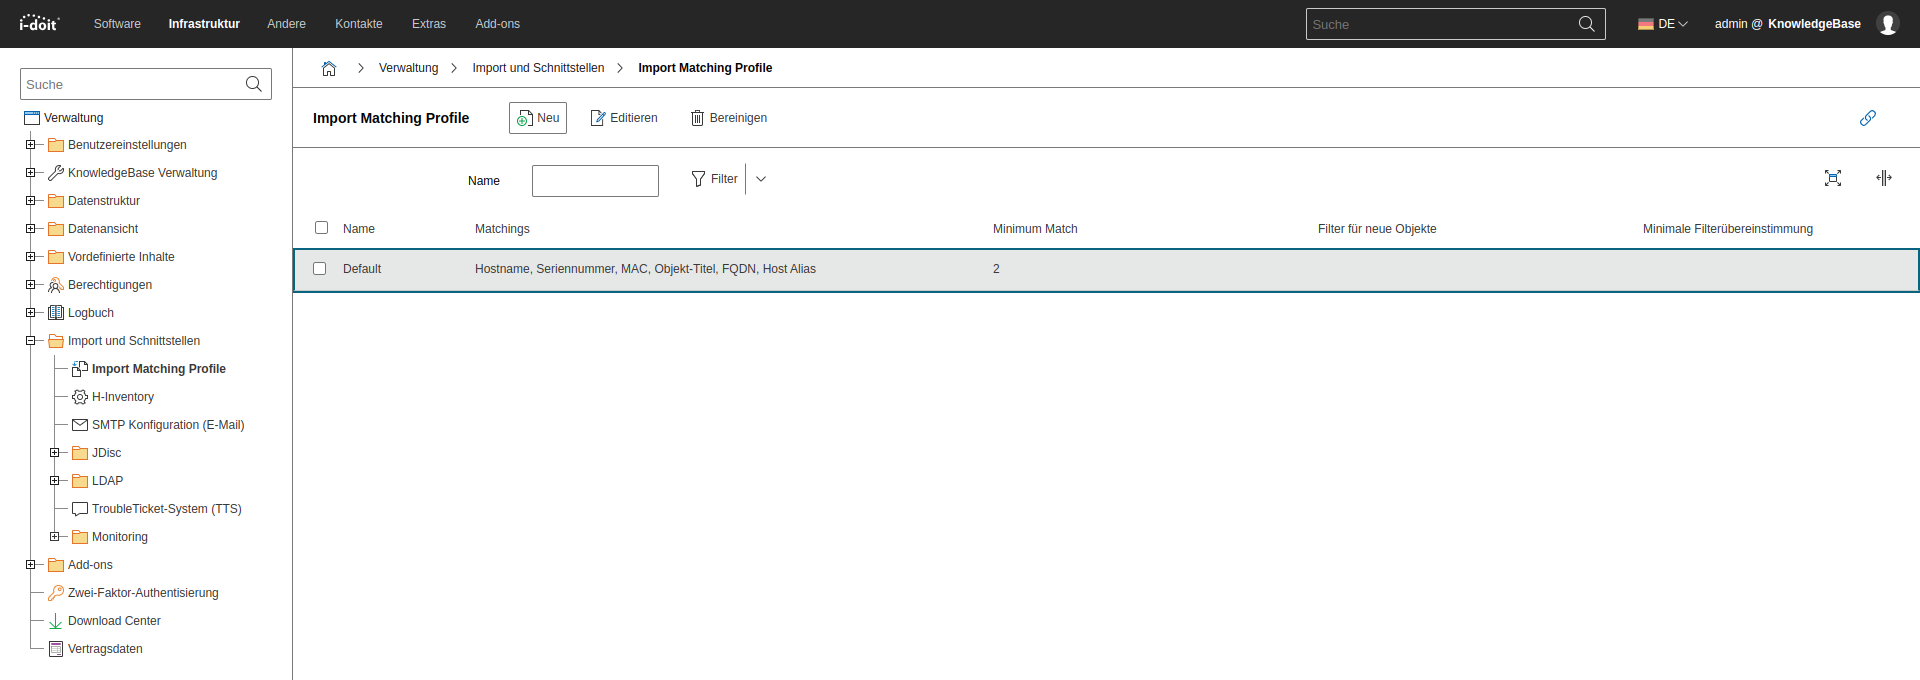 i-doit Software Infrastruktur Andere Kontakte Extras Add-ons Suche DE admin @ KnowledgeBase
Suche
Verwaltung
Benutzereinstellungen
KnowledgeBase Verwaltung
Datenstruktur
Datenansicht
Vordefinierte Inhalte
Berechtigungen
Logbuch
Import und Schnittstellen
Import Matching Profile
H-Inventory
SMTP Konfiguration (E-Mail)
JDisc
LDAP
TroubleTicket-System (TTS)
Monitoring
Add-ons
Zwei-Faktor-Authentisierung
Download Center
Vertragsdaten
Verwaltung Import und Schnittstellen Import Matching Profile
Import Matching Profile Neu Editieren Bereinigen
Name Filter
Name Matchings Minimum Match Filter für neue Objekte Minimale Filterübereinstimmung
Default Hostname, Seriennummer, MAC, Objekt-Titel, FQDN, Host Alias 2